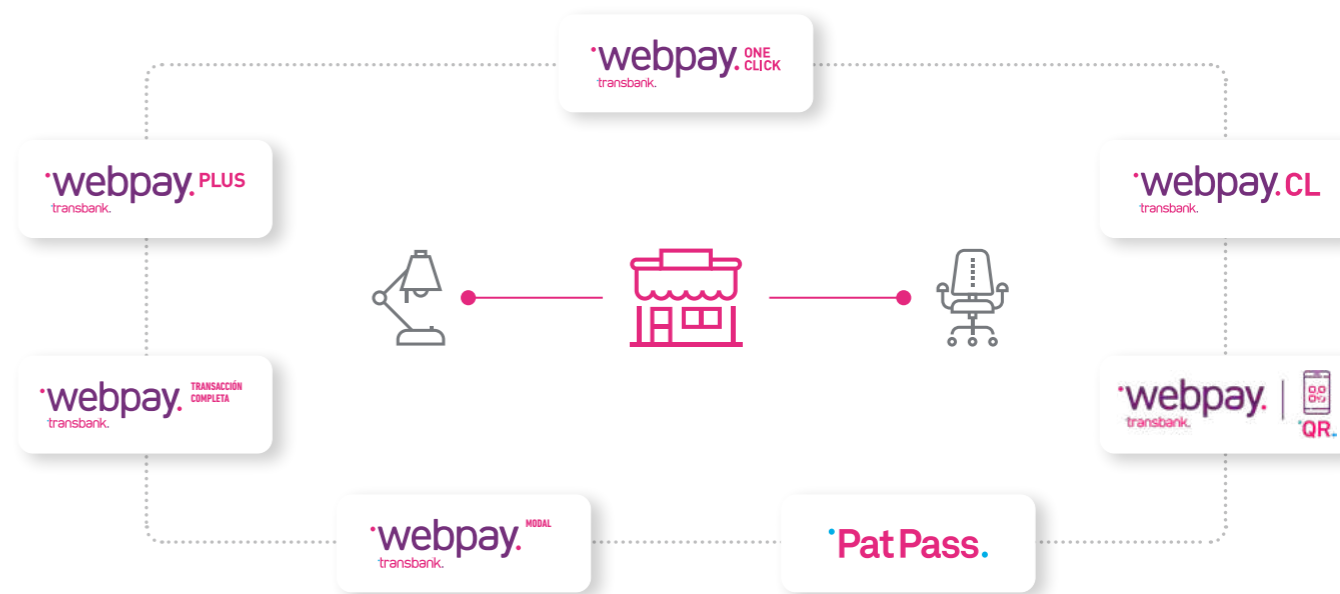 webpay. ONE CLICK
transbank.
webpay. PLUS
transbank.
webpay.CL
transbank.
webpay. TRANSACCIÓN COMPLETA
transbank.
webpay. QR
transbank.
webpay. MODAL
transbank.
PatPass.